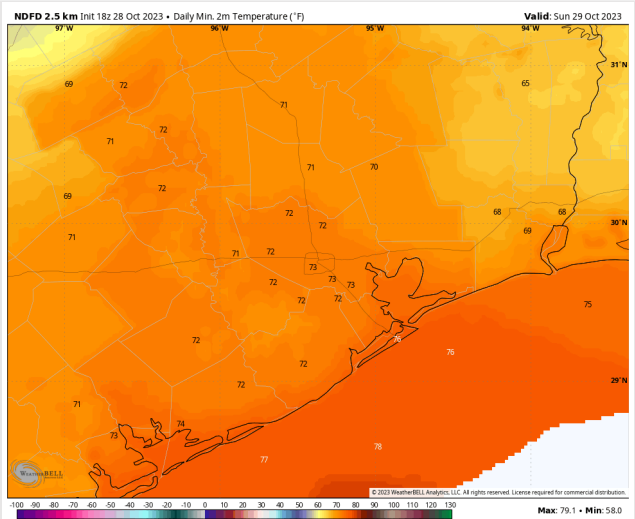 NDFD 2.5 km Init 18z 28 Oct 2023 • Daily Min. 2m Temperature (°F)
Valid: Sun 29 Oct 2023
97°W 96°W 95°W 94°W
31°N
69 72 65
71
72
71
71 70
72
69
72 68 68
72 69
71
71 72 30°N
73
72 73 73
72 72
75
72 76 76
72
72 29°N
71
74
73
78
77
WEATHERBELL
© 2023 WeatherBELL Analytics, LLC. All rights reserved. License required for commercial distribution.
-100 -90 -80 -70 -60 -50 -40 -30 -20 -10 0 10 20 30 40 50 60 70 80 90 100 110 120 130
Max: 79.1 • Min: 58.0